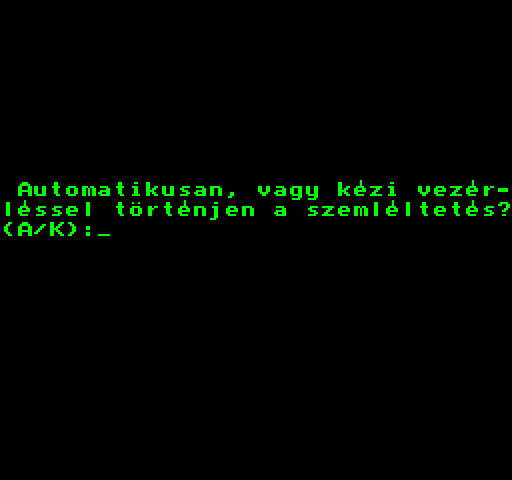 Automatikusan, vagy kézi vezér-
léssel történjen a szemléltetés?
(A/K):_